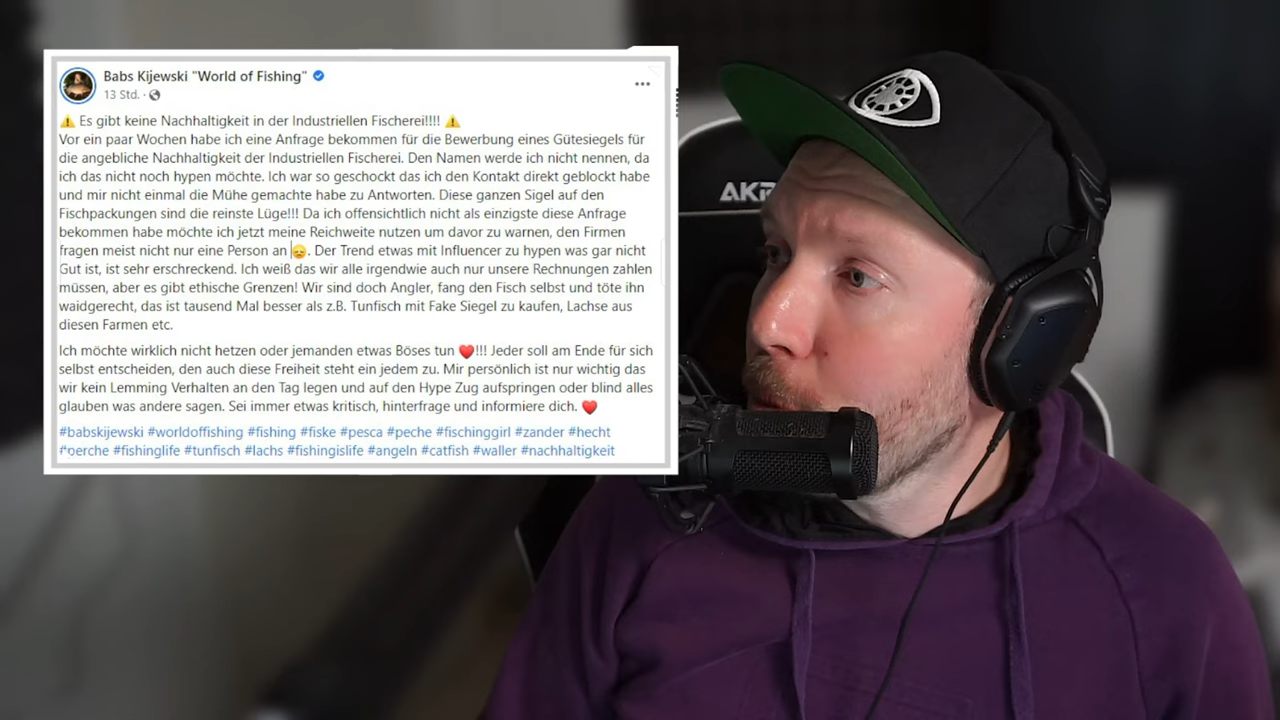 Babs Kijewski "World of Fishing"
13 Std. ·
⚠️ Es gibt keine Nachhaltigkeit in der Industriellen Fischerei!!!! ⚠️
Vor ein paar Wochen habe ich eine Anfrage bekommen für die Bewerbung eines Gütesiegels für
die angebliche Nachhaltigkeit der Industriellen Fischerei. Den Namen werde ich nicht nennen, da
ich das nicht noch hypen möchte. Ich war so geschockt das ich den Kontakt direkt geblockt habe
und mir nicht einmal die Mühe gemachte habe zu Antworten. Diese ganzen Sigel auf den
Fischpackungen sind die reinste Lüge!!! Da ich offensichtlich nicht als einzigste diese Anfrage
bekommen habe möchte ich jetzt meine Reichweite nutzen um davor zu warnen, den Firmen
fragen meist nicht nur eine Person an 😞. Der Trend etwas mit Influencer zu hypen was gar nicht
Gut ist, ist sehr erschreckend. Ich weiß das wir alle irgendwie auch nur unsere Rechnungen zahlen
müssen, aber es gibt ethische Grenzen! Wir sind doch Angler, fang den Fisch selbst und töte ihn
waidgerecht, das ist tausend Mal besser als z.B. Tunfisch mit Fake Siegel zu kaufen, Lachse aus
diesen Farmen etc.
Ich möchte wirklich nicht hetzen oder jemanden etwas Böses tun ❤️!!! Jeder soll am Ende für sich
selbst entscheiden, den auch diese Freiheit steht ein jedem zu. Mir persönlich ist nur wichtig das
wir kein Lemming Verhalten an den Tag legen und auf den Hype Zug aufspringen oder blind alles
glauben was andere sagen. Sei immer etwas kritisch, hinterfrage und informiere dich. ❤️
#babskijewski #worldoffishing #fishing #fiske #pesca #peche #fischinggirl #zander #hecht
#perche #fishinglife #tunfisch #lachs #fishingislife #angeln #catfish #waller #nachhaltigkeit